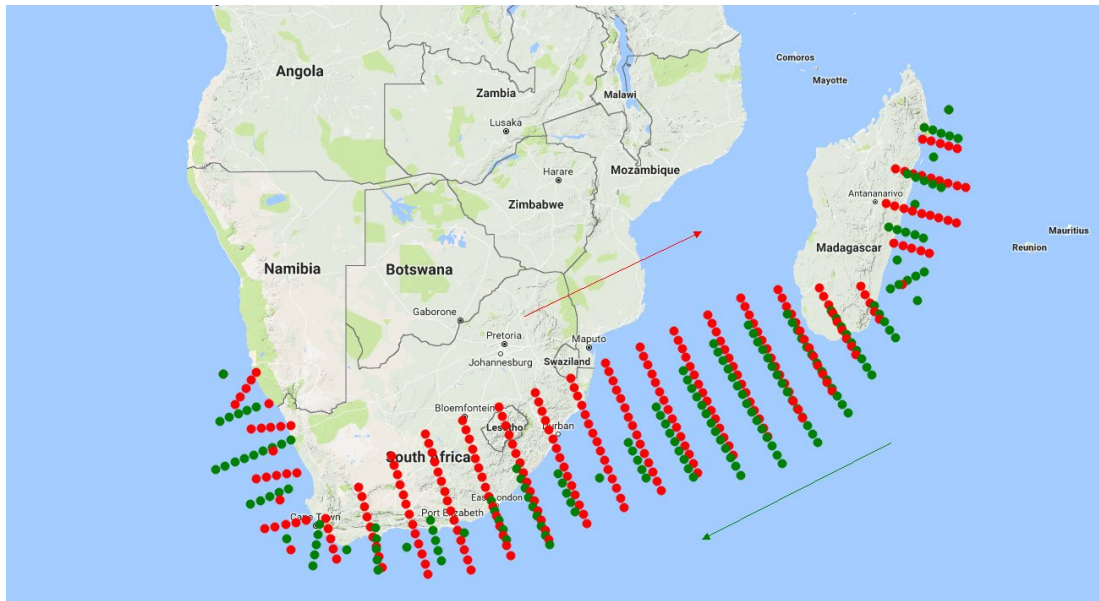 Comoros
Mayotte
Angola
Zambia
Malawi
Lusaka
Harare
Mozambique
Zimbabwe
Antananarivo
Mauritius
Madagascar
Reunion
Namibia
Botswana
Gaborone
Pretoria
Maputo
Johannesburg
Swaziland
Bloemfontein
Lesotho
Durban
South Africa
East London
Port Elizabeth
Cape Town